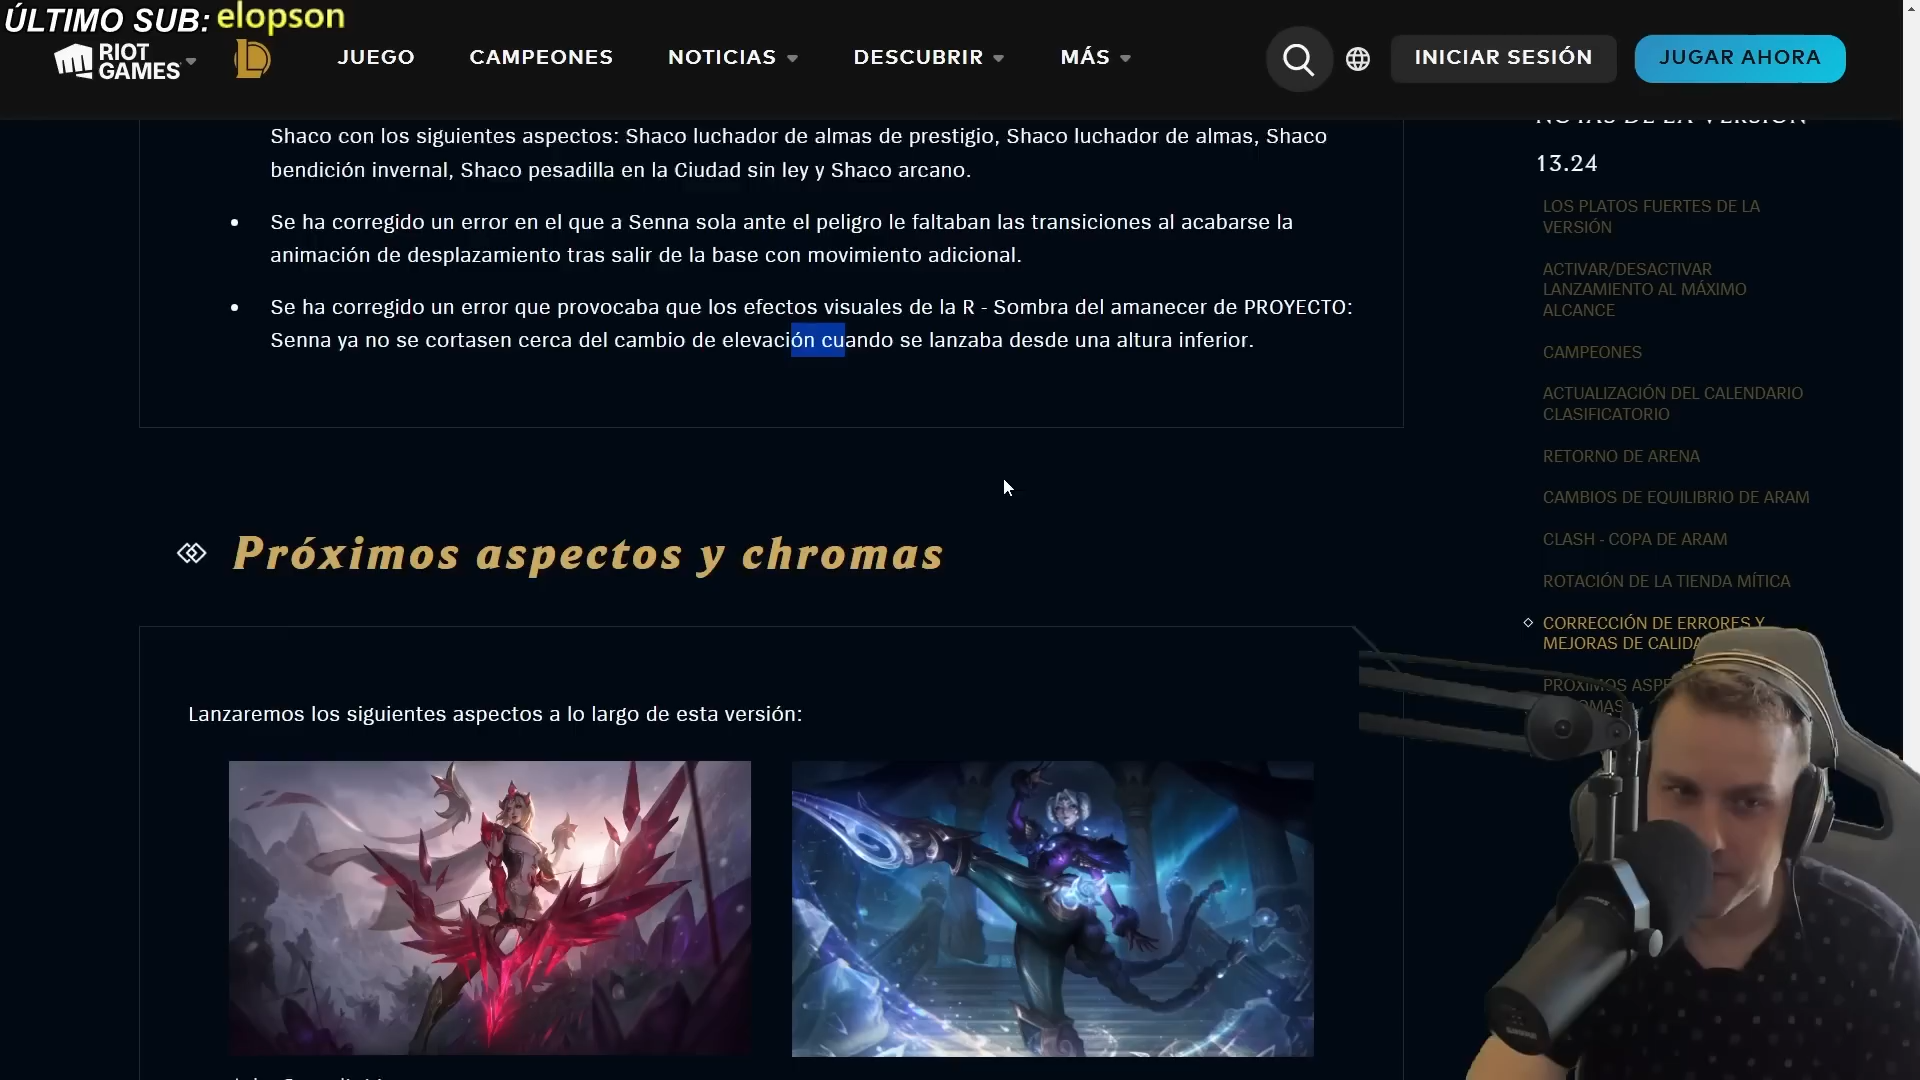 ÚLTIMO SUB: elopson
RIOT GAMES
JUEGO
CAMPEONES
NOTICIAS
DESCUBRIR
MÁS
INICIAR SESIÓN
JUGAR AHORA
Shaco con los siguientes aspectos: Shaco luchador de almas de prestigio, Shaco luchador de almas, Shaco
bendición invernal, Shaco pesadilla en la Ciudad sin ley y Shaco arcano.
Se ha corregido un error en el que a Senna sola ante el peligro le faltaban las transiciones al acabarse la
animación de desplazamiento tras salir de la base con movimiento adicional.
Se ha corregido un error que provocaba que los efectos visuales de la R - Sombra del amanecer de PROYECTO:
Senna ya no se cortasen cerca del cambio de elevación cuando se lanzaba desde una altura inferior.
Próximos aspectos y chromas
Lanzaremos los siguientes aspectos a lo largo de esta versión:
NOTAS DE LA VERSIÓN
13.24
LOS PLATOS FUERTES DE LA
VERSIÓN
ACTIVAR/DESACTIVAR
LANZAMIENTO AL MÁXIMO
ALCANCE
CAMPEONES
ACTUALIZACIÓN DEL CALENDARIO
CLASIFICATORIO
RETORNO DE ARENA
CAMBIOS DE EQUILIBRIO DE ARAM
CLASH - COPA DE ARAM
ROTACIÓN DE LA TIENDA MÍTICA
CORRECCIÓN DE ERRORES Y
MEJORAS DE CALIDA
PRÓXIMOS ASPE